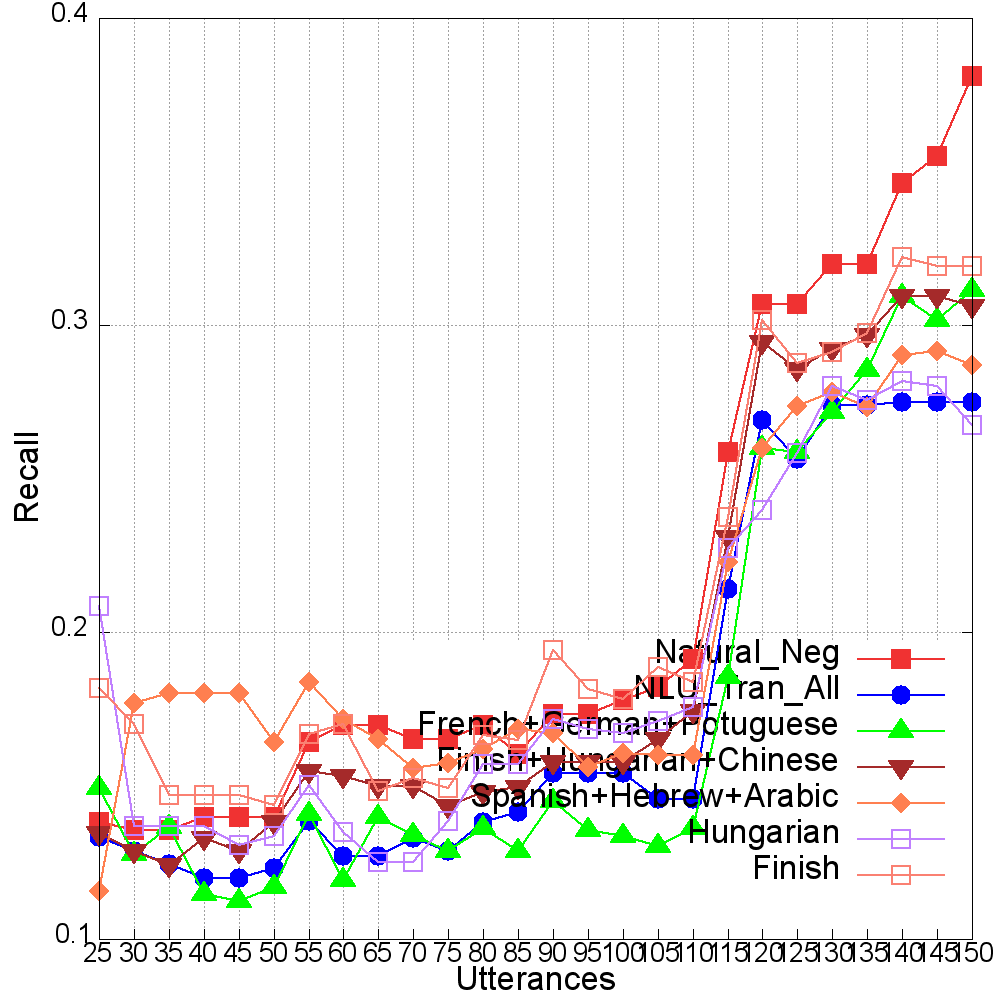 0.4
0.3
0.2
0.1
Recall
Natural_Neg
NLU_Tran_All
French+German+Potuguese
Finish+Hungarian+Chinese
Spanish+Hebrew+Arabic
Hungarian
Finish
25 30 35 40 45 50 55 60 65 70 75 80 85 90 95 100 105 110 115 120 125 130 135 140 145 150
Utterances